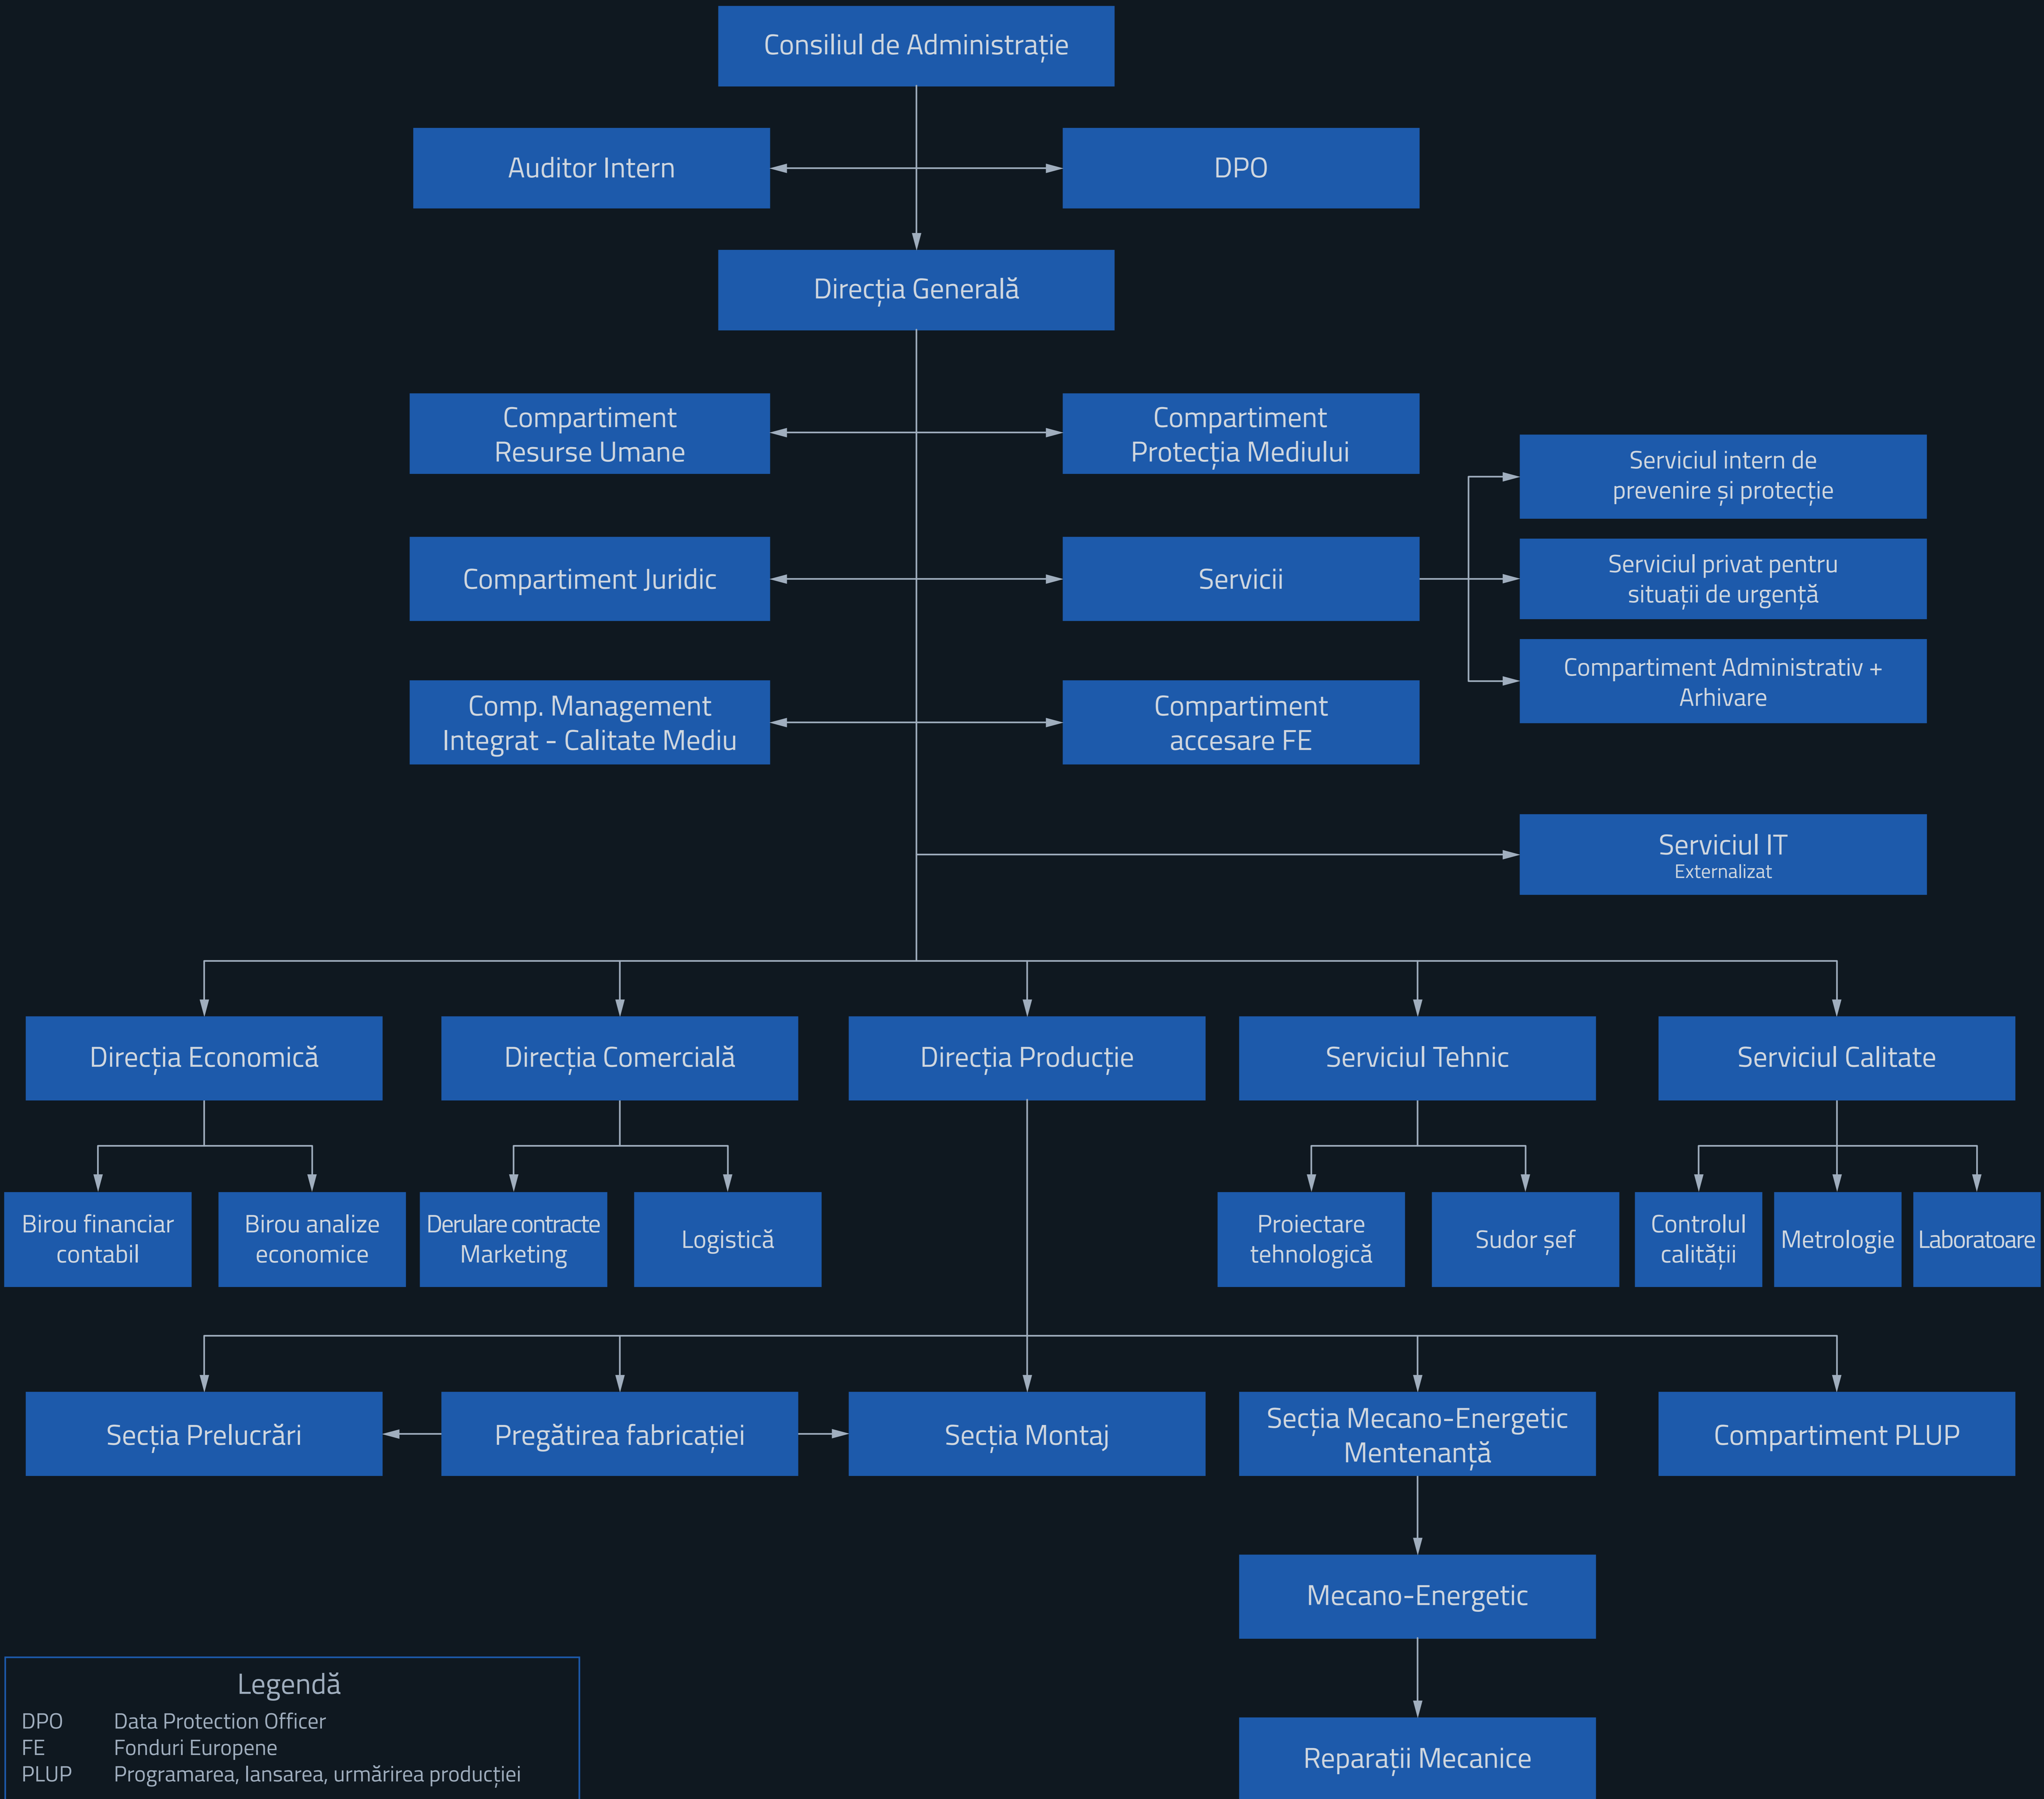 Consiliul de Administrație
Auditor Intern
DPO
Direcția Generală
Compartiment
Resurse Umane
Compartiment
Protecția Mediului
Serviciul intern de
prevenire și protecție
Compartiment Juridic
Servicii
Serviciul privat pentru
situații de urgență
Compartiment Administrativ +
Arhivare
Comp. Management
Integrat - Calitate Mediu
Compartiment
accesare FE
Serviciul IT
Externalizat
Direcția Economică
Direcția Comercială
Direcția Producție
Serviciul Tehnic
Serviciul Calitate
Birou financiar
contabil
Birou analize
economice
Derulare contracte
Marketing
Logistică
Proiectare
tehnologică
Sudor șef
Controlul
calității
Metrologie
Laboratoare
Secția Prelucrări
Pregătirea fabricației
Secția Montaj
Secția Mecano-Energetic
Mentenanță
Compartiment PLUP
Mecano-Energetic
Reparații Mecanice
Legendă
DPO Data Protection Officer
FE Fonduri Europene
PLUP Programarea, lansarea, urmărirea producției